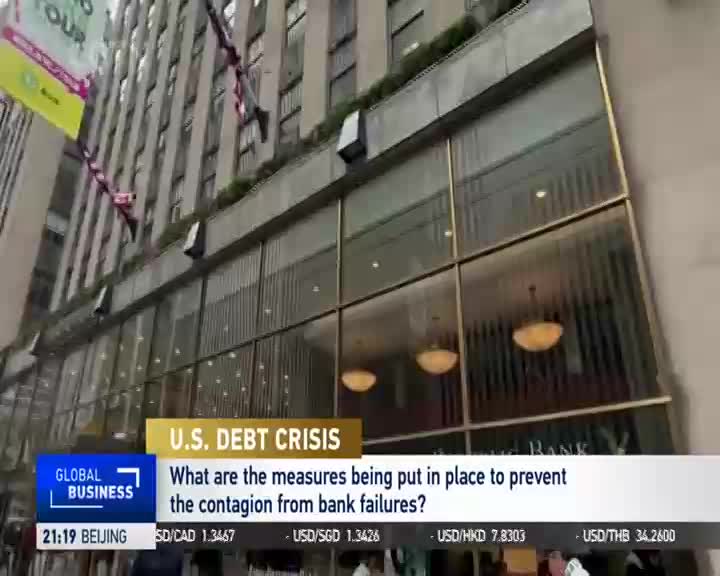 TOUR
BANK
U.S. DEBT CRISIS
GLOBAL
BUSINESS
What are the measures being put in place to prevent
the contagion from bank failures?
21:19 BEIJING
SD/CAD 1.3467 - USD/SGD 1.3426 - USD/HKD 7.8303 - USD/THB 34.2600